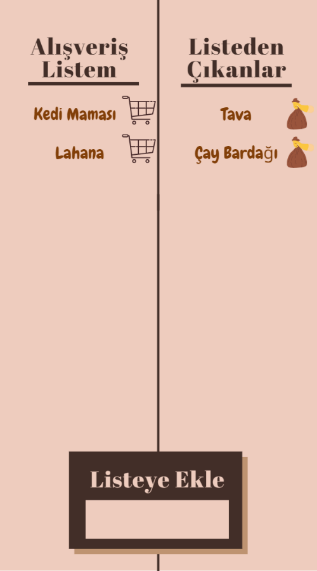 Alışveriş
Listem
Kedi Maması
Lahana
Listeden
Çıkanlar
Tava
Çay Bardağı
Listeye Ekle